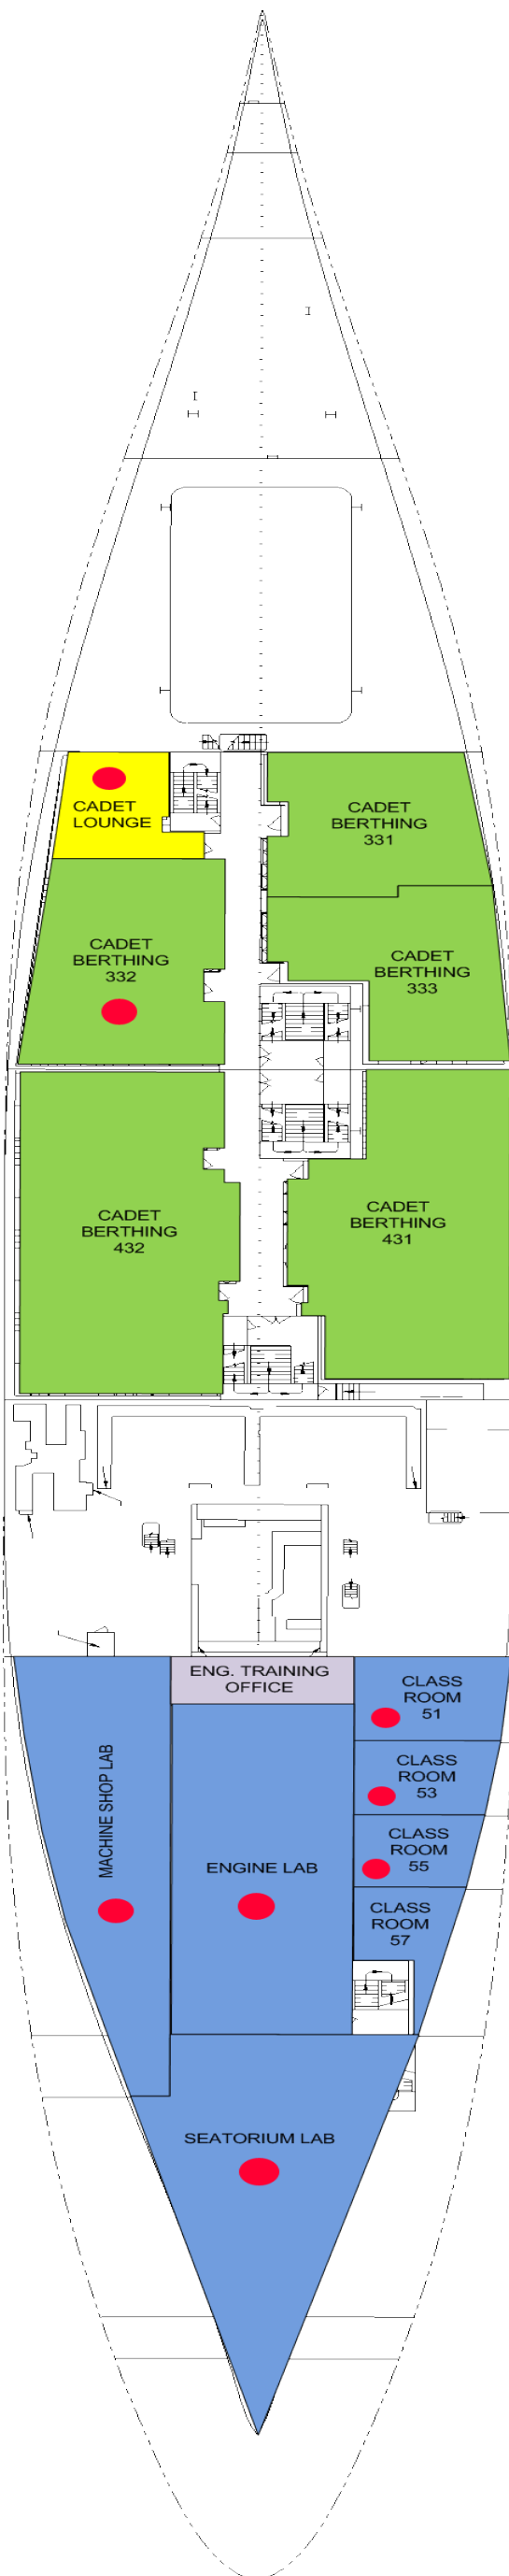 CADET
LOUNGE
CADET
BERTHING
331
CADET
BERTHING
332
CADET
BERTHING
333
CADET
BERTHING
432
CADET
BERTHING
431
ENG. TRAINING
OFFICE
CLASS
ROOM
51
MACHINE SHOP LAB
CLASS
ROOM
53
CLASS
ROOM
55
ENGINE LAB
CLASS
ROOM
57
SEATORIUM LAB